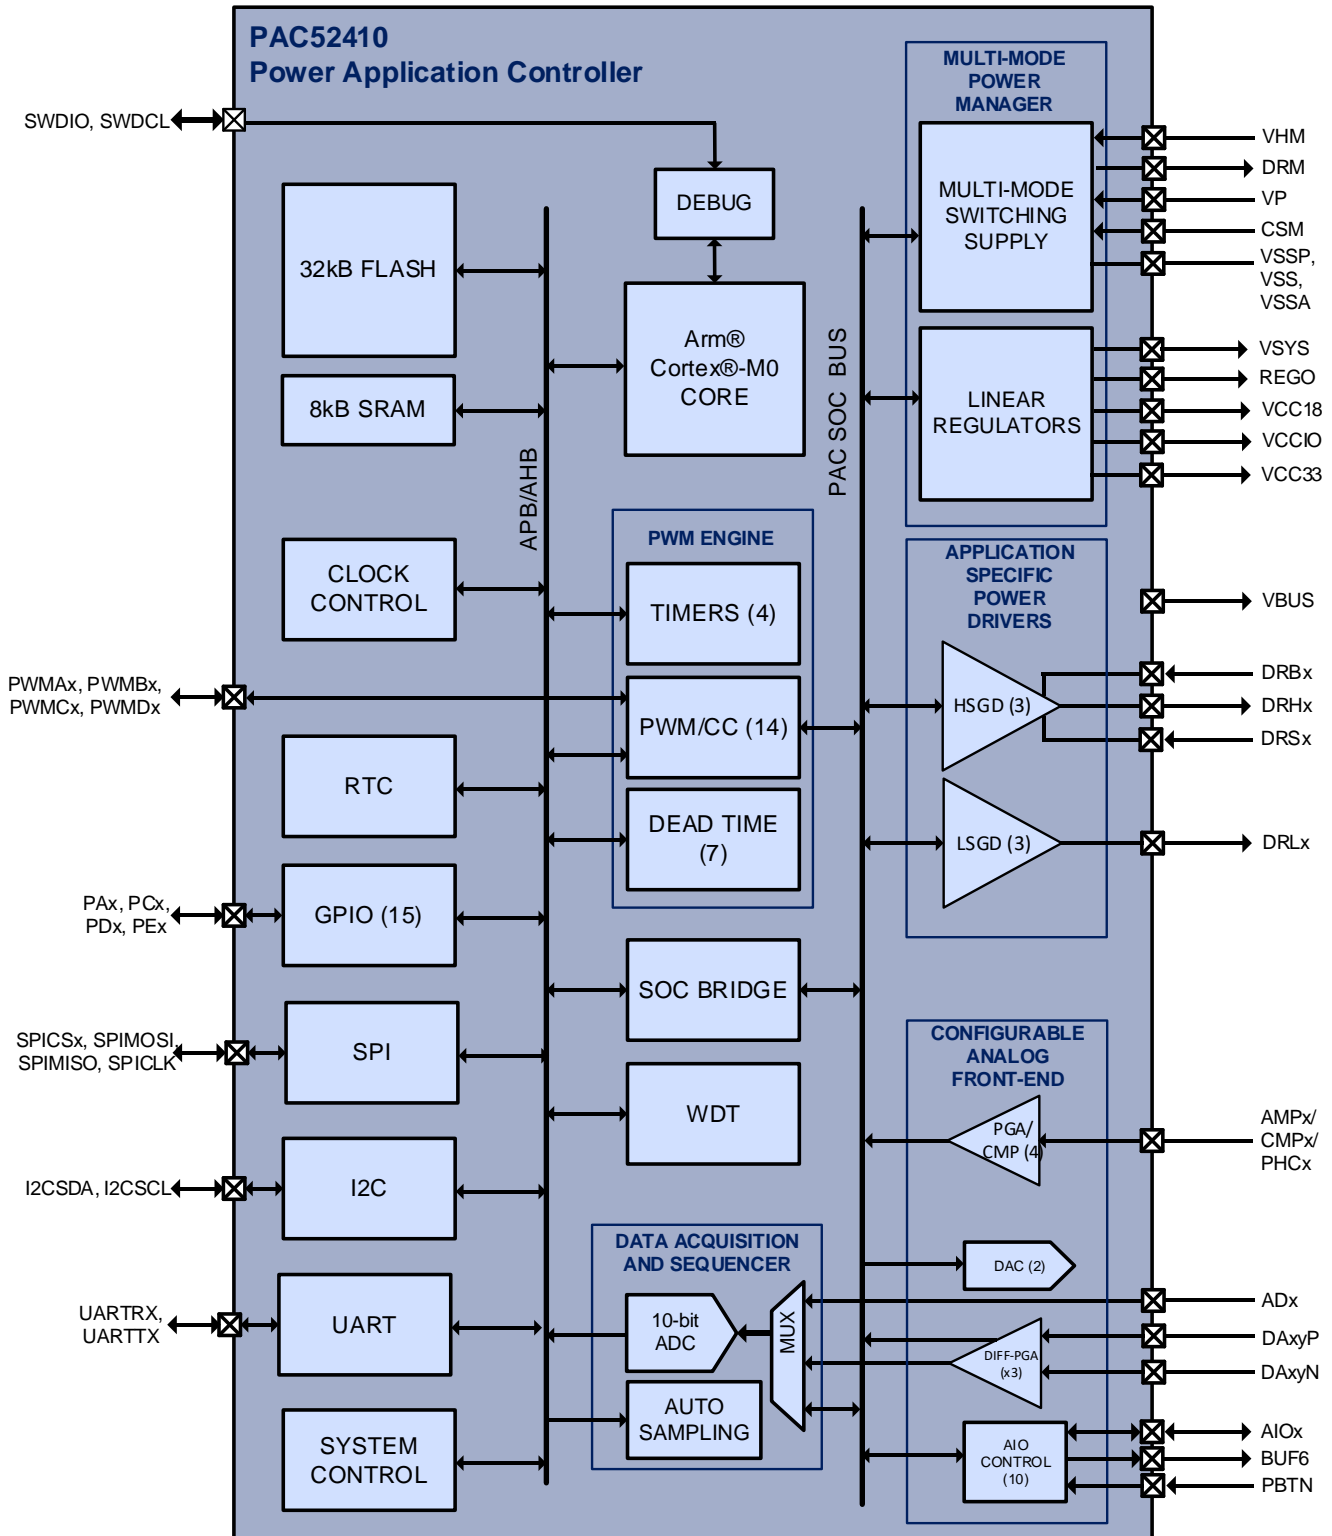 PAC52410
Power Application Controller
SWDIO, SWDCL
DEBUG
32kB FLASH
Arm®
Cortex®-M0
CORE
8kB SRAM
APB/AHB
PAC SOC BUS
CLOCK
CONTROL
PWM ENGINE
TIMERS (4)
PWMAx, PWMBx,
PWMCx, PWMDx
PWM/CC (14)
RTC
DEAD TIME
(7)
PAx, PCx,
PDx, PEx
GPIO (15)
SOC BRIDGE
SPICSx, SPIMOSI,
SPIMISO, SPICLK
SPI
WDT
I2CSDA, I2CSCL
I2C
DATA ACQUISITION
AND SEQUENCER
UARTRX,
UARTTX
UART
10-bit
ADC
MUX
AUTO
SAMPLING
SYSTEM
CONTROL
MULTI-MODE
POWER
MANAGER
MULTI-MODE
SWITCHING
SUPPLY
VHM
DRM
VP
CSM
VSSP,
VSS,
VSSA
LINEAR
REGULATORS
VSYS
REGO
VCC18
VCCIO
VCC33
APPLICATION
SPECIFIC
POWER
DRIVERS
VBUS
HSGD (3)
DRBx
DRHx
DRSx
LSGD (3)
DRLx
CONFIGURABLE
ANALOG
FRONT-END
PGA/
CMP (4)
AMPx/
CMPx/
PHCx
DAC (2)
ADx
DIFF-PGA
(x3)
DAxyP
DAxyN
AIO
CONTROL
(10)
AIOx
BUF6
PBTN